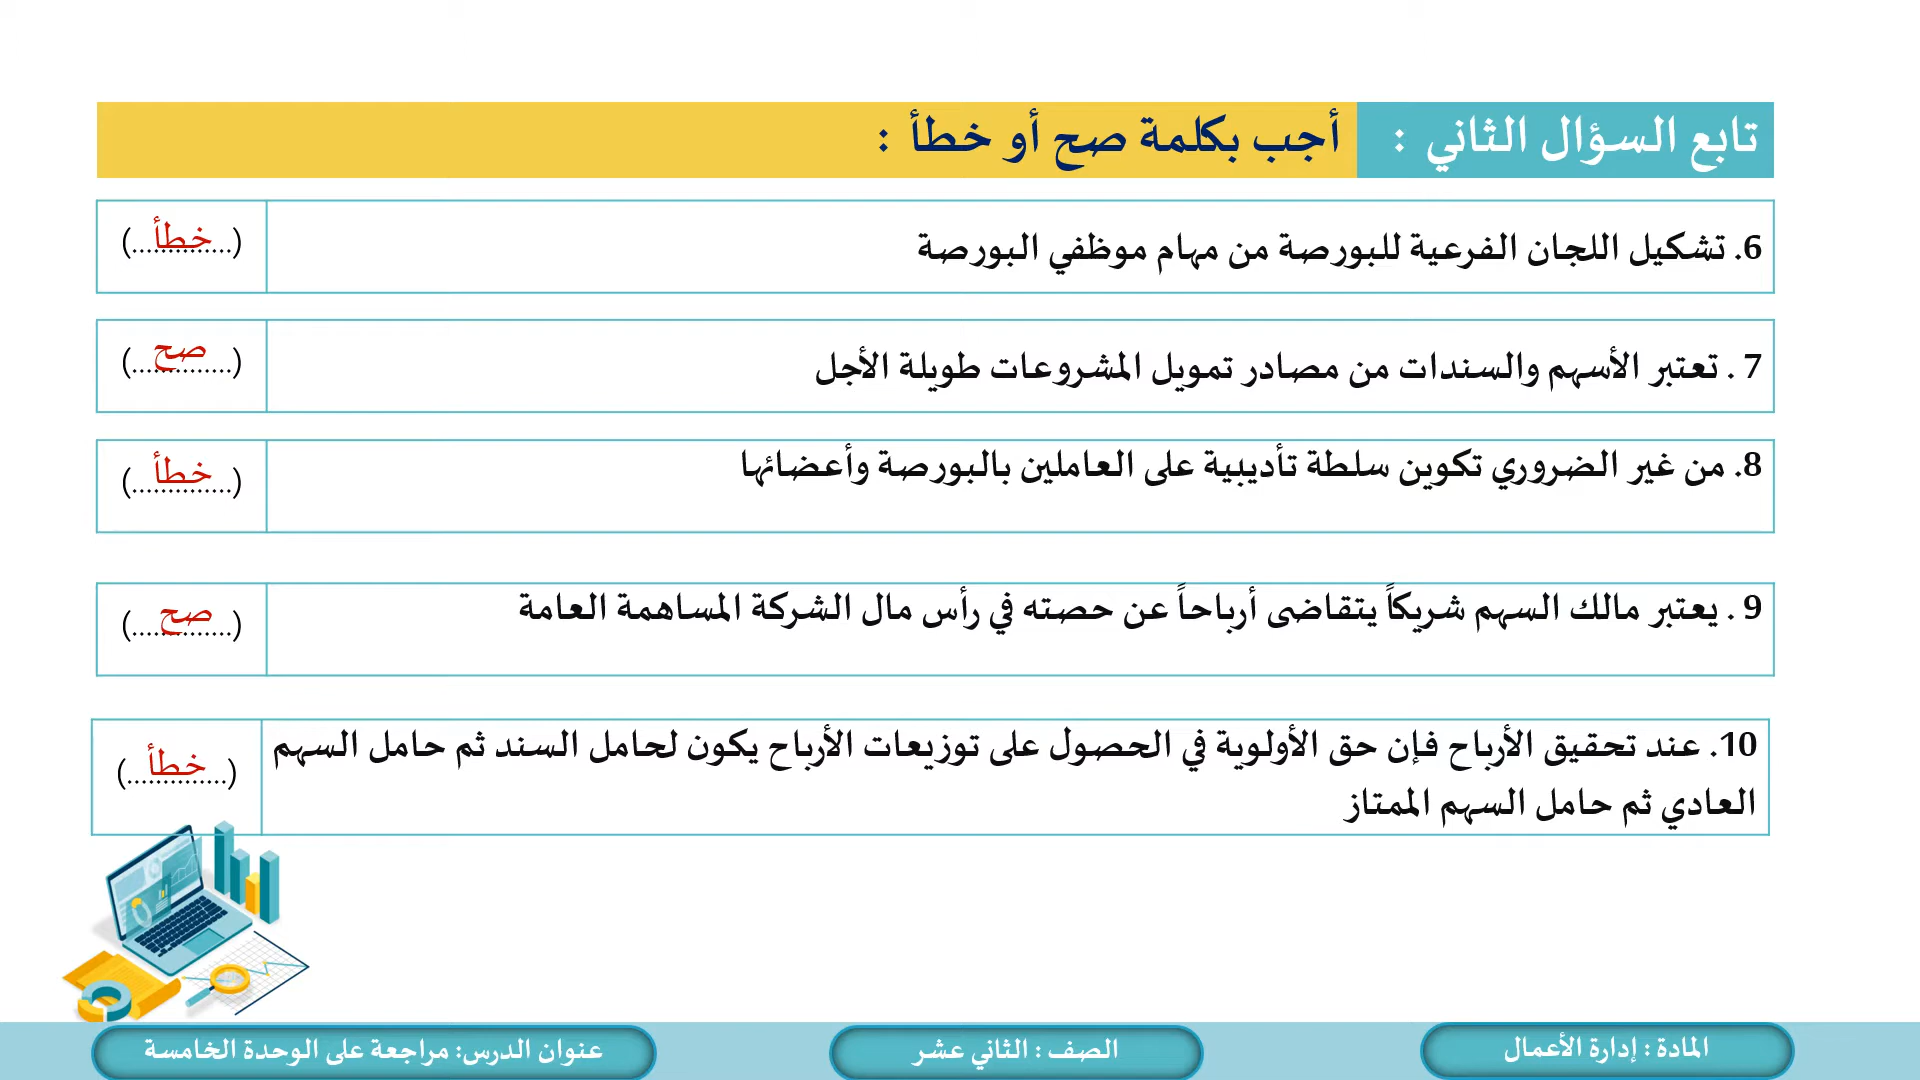 تابع السؤال الثاني :
أجب بكلمة صح أو خطأ :
6. تشكيل اللجان الفرعية للبورصة من مهام موظفي البورصة
(..............)
خطأ
7 . تعتبر الأسهم والسندات من مصادر تمويل المشروعات طويلة الأجل
(..............)
صح
8. من غير الضروري تكوين سلطة تأديبية على العاملين بالبورصة وأعضائها
(..............)
خطأ
9 . يعتبر مالك السهم شريكاً يتقاضى أرباحاً عن حصته في رأس مال الشركة المساهمة العامة
(..............)
صح
10. عند تحقيق الأرباح فإن حق الأولوية في الحصول على توزيعات الأرباح يكون لحامل السند ثم حامل السهم
العادي ثم حامل السهم الممتاز
(..............)
خطأ
المادة : إدارة الأعمال
الصف : الثاني عشر
عنوان الدرس: مراجعة على الوحدة الخامسة